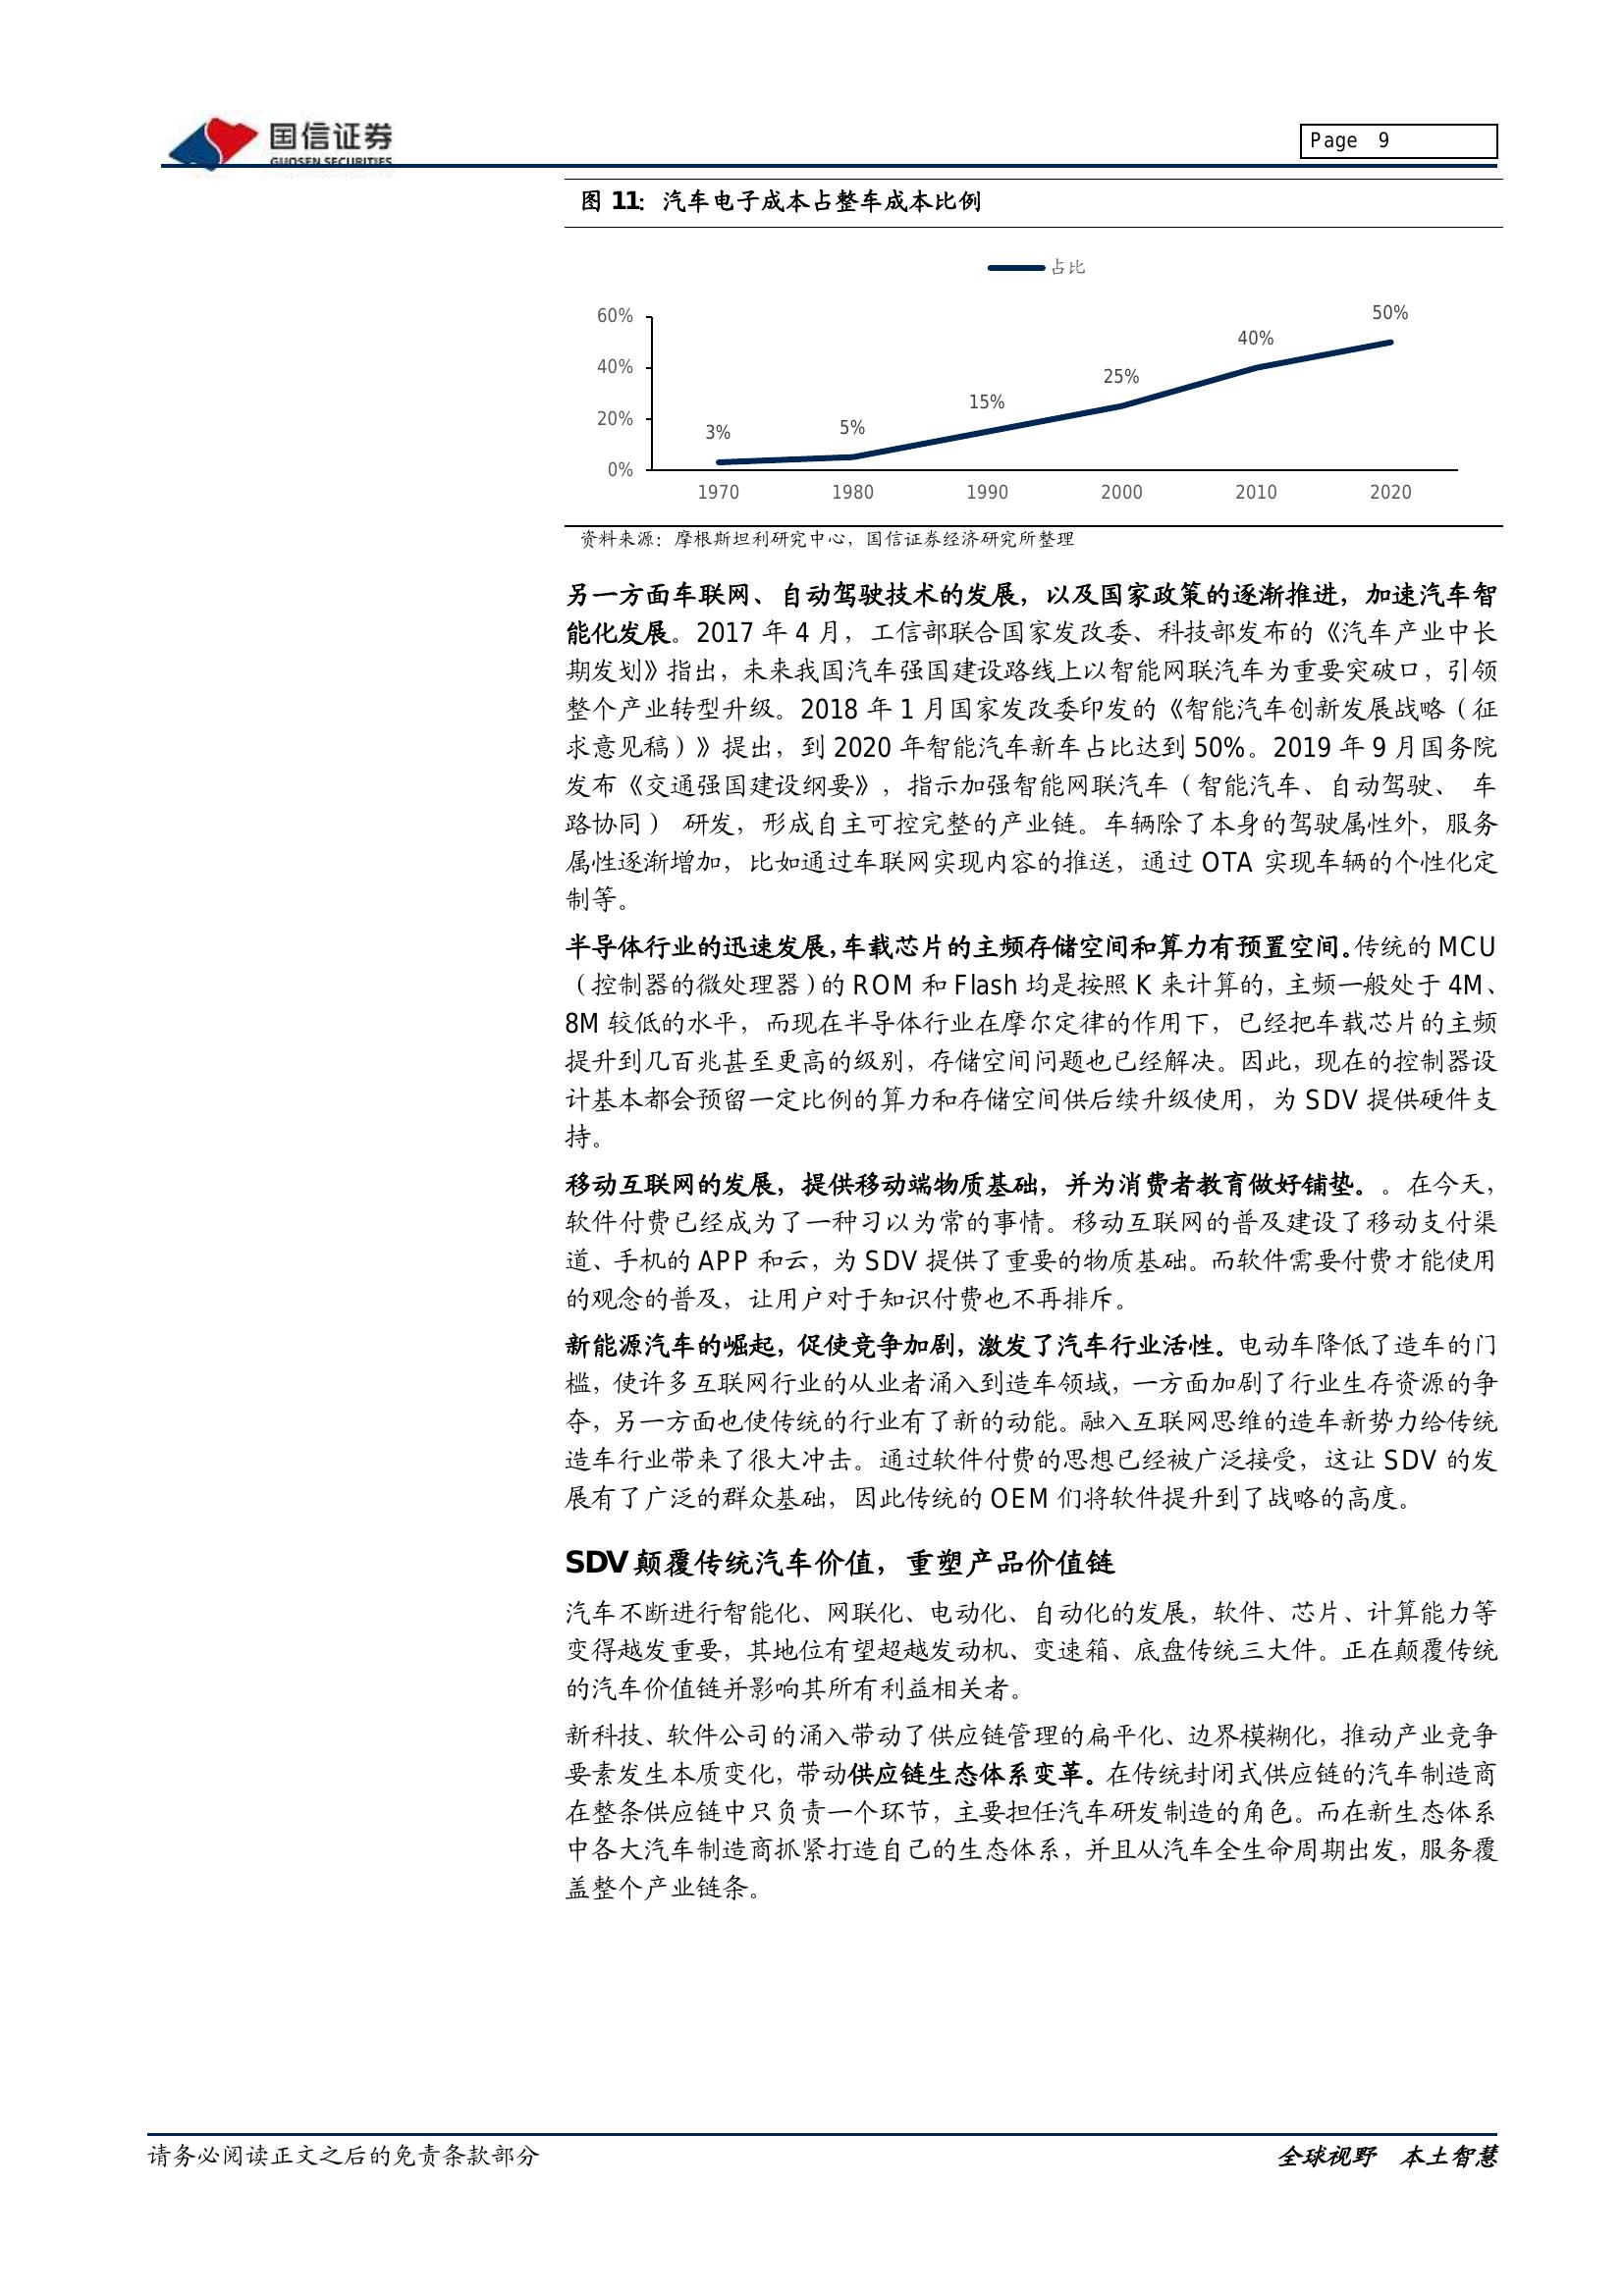 国信证券
GUOSEN SECURITIES
Page 9
图 11：汽车电子成本占整车成本比例
占比
60%
40%
20%
0%
3%
5%
15%
25%
40%
50%
1970 1980 1990 2000 2010 2020
资料来源：摩根斯坦利研究中心，国信证券经济研究所整理
另一方面车联网、自动驾驶技术的发展，以及国家政策的逐渐推进，加速汽车智
能化发展。2017 年 4 月，工信部联合国家发改委、科技部发布的《汽车产业中长
期发划》指出，未来我国汽车强国建设路线上以智能网联汽车为重要突破口，引领
整个产业转型升级。2018 年 1 月国家发改委印发的《智能汽车创新发展战略（征
求意见稿）》提出，到 2020 年智能汽车新车占比达到 50%。2019 年 9 月国务院
发布《交通强国建设纲要》，指示加强智能网联汽车（智能汽车、自动驾驶、 车
路协同） 研发，形成自主可控完整的产业链。车辆除了本身的驾驶属性外，服务
属性逐渐增加，比如通过车联网实现内容的推送，通过 OTA 实现车辆的个性化定
制等。
半导体行业的迅速发展，车载芯片的主频存储空间和算力有预置空间。传统的 MCU
（控制器的微处理器）的 ROM 和 Flash 均是按照 K 来计算的，主频一般处于 4M、
8M 较低的水平，而现在半导体行业在摩尔定律的作用下，已经把车载芯片的主频
提升到几百兆甚至更高的级别，存储空间问题也已经解决。因此，现在的控制器设
计基本都会预留一定比例的算力和存储空间供后续升级使用，为 SDV 提供硬件支
持。
移动互联网的发展，提供移动端物质基础，并为消费者教育做好铺垫。。在今天，
软件付费已经成为了一种习以为常的事情。移动互联网的普及建设了移动支付渠
道、手机的 APP 和云，为 SDV 提供了重要的物质基础。而软件需要付费才能使用
的观念的普及，让用户对于知识付费也不再排斥。
新能源汽车的崛起，促使竞争加剧，激发了汽车行业活性。电动车降低了造车的门
槛，使许多互联网行业的从业者涌入到造车领域，一方面加剧了行业生存资源的争
夺，另一方面也使传统的行业有了新的动能。融入互联网思维的造车新势力给传统
造车行业带来了很大冲击。通过软件付费的思想已经被广泛接受，这让 SDV 的发
展有了广泛的群众基础，因此传统的 OEM 们将软件提升到了战略的高度。
SDV 颠覆传统汽车价值，重塑产品价值链
汽车不断进行智能化、网联化、电动化、自动化的发展，软件、芯片、计算能力等
变得越发重要，其地位有望超越发动机、变速箱、底盘传统三大件。正在颠覆传统
的汽车价值链并影响其所有利益相关者。
新科技、软件公司的涌入带动了供应链管理的扁平化、边界模糊化，推动产业竞争
要素发生本质变化，带动供应链生态体系变革。在传统封闭式供应链的汽车制造商
在整条供应链中只负责一个环节，主要担任汽车研发制造的角色。而在新生态体系
中各大汽车制造商抓紧打造自己的生态体系，并且从汽车全生命周期出发，服务覆
盖整个产业链条。
请务必阅读正文之后的免责条款部分
全球视野 本土智慧